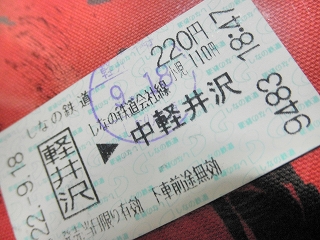 しなの鉄道
22.-9.18
軽井沢
▶ 中軽井沢
しなの鉄道会社線
220円
小児 110円
発売当日限り有効 下車前途無効
18:47
9483
9.18